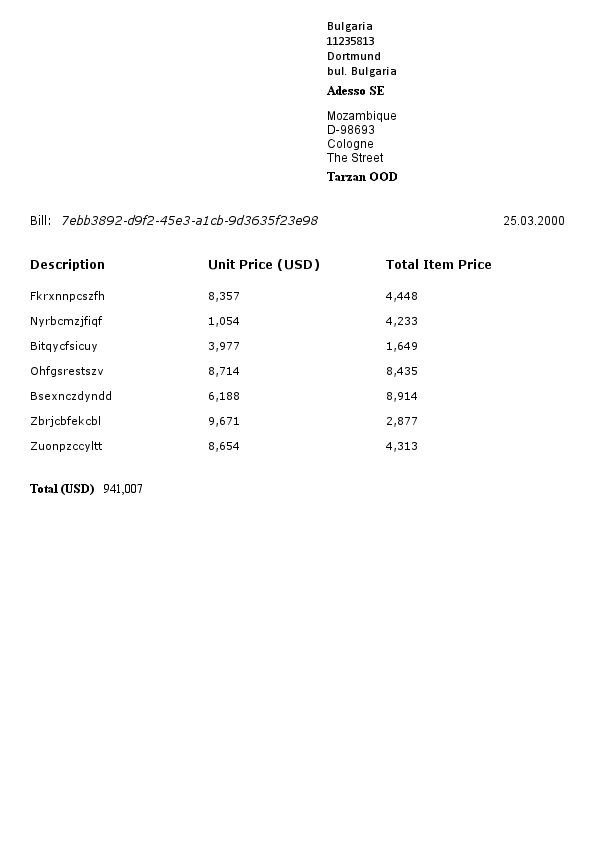 Bulgaria
11235813
Dortmund
bul. Bulgaria
Adesso SE
Mozambique
D-98693
Cologne
The Street
Tarzan OOD
Bill: 7ebb3892-d9f2-45e3-a1cb-9d3635f23e98 25.03.2000
Description Unit Price (USD) Total Item Price
Fkrxnnpcszfh 8,357 4,448
Nyrbcmzjfiqf 1,054 4,233
Bitqycfsicuy 3,977 1,649
Ohfgsrestszv 8,714 8,435
Bsexnczdyndd 6,188 8,914
Zbrjcbfekcbl 9,671 2,877
Zuonpzccyltt 8,654 4,313
Total (USD) 941,007